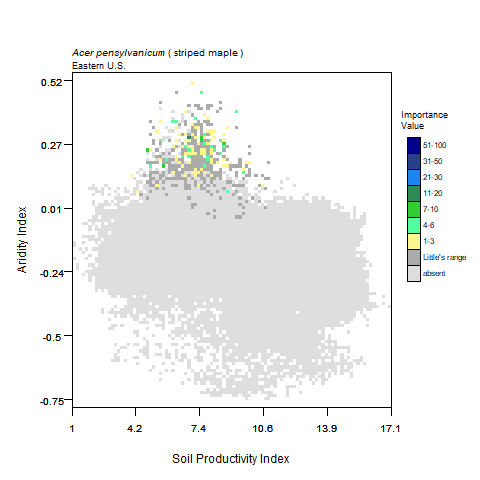 Acer pensylvanicum ( striped maple )
Eastern U.S.
Importance
Value
51-100
31-50
21-30
11-20
7-10
4-6
1-3
Little's range
absent
0.52
0.27
0.01
-0.24
-0.5
-0.75
Aridity Index
1 4.2 7.4 10.6 13.9 17.1
Soil Productivity Index